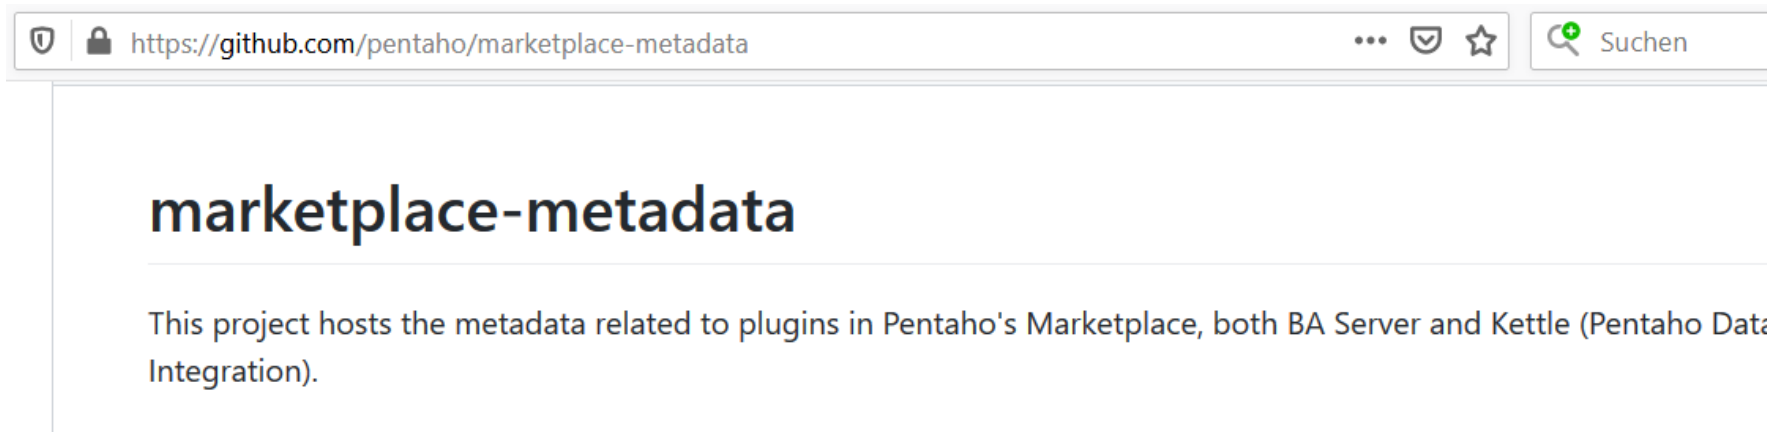 https://github.com/pentaho/marketplace-metadata
Suchen
marketplace-metadata
This project hosts the metadata related to plugins in Pentaho's Marketplace, both BA Server and Kettle (Pentaho Data
Integration).